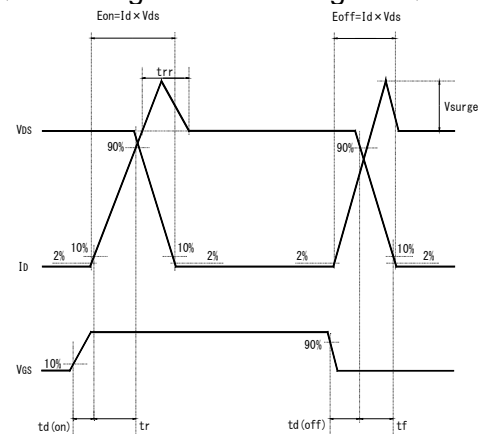 Eon=Id×Vds
Eoff=Id×Vds
trr
Vsurge
VDS
90%
90%
10%
10%
10%
2%
2%
2%
2%
ID
VGS
10%
90%
td(on)
tr
td(off)
tf